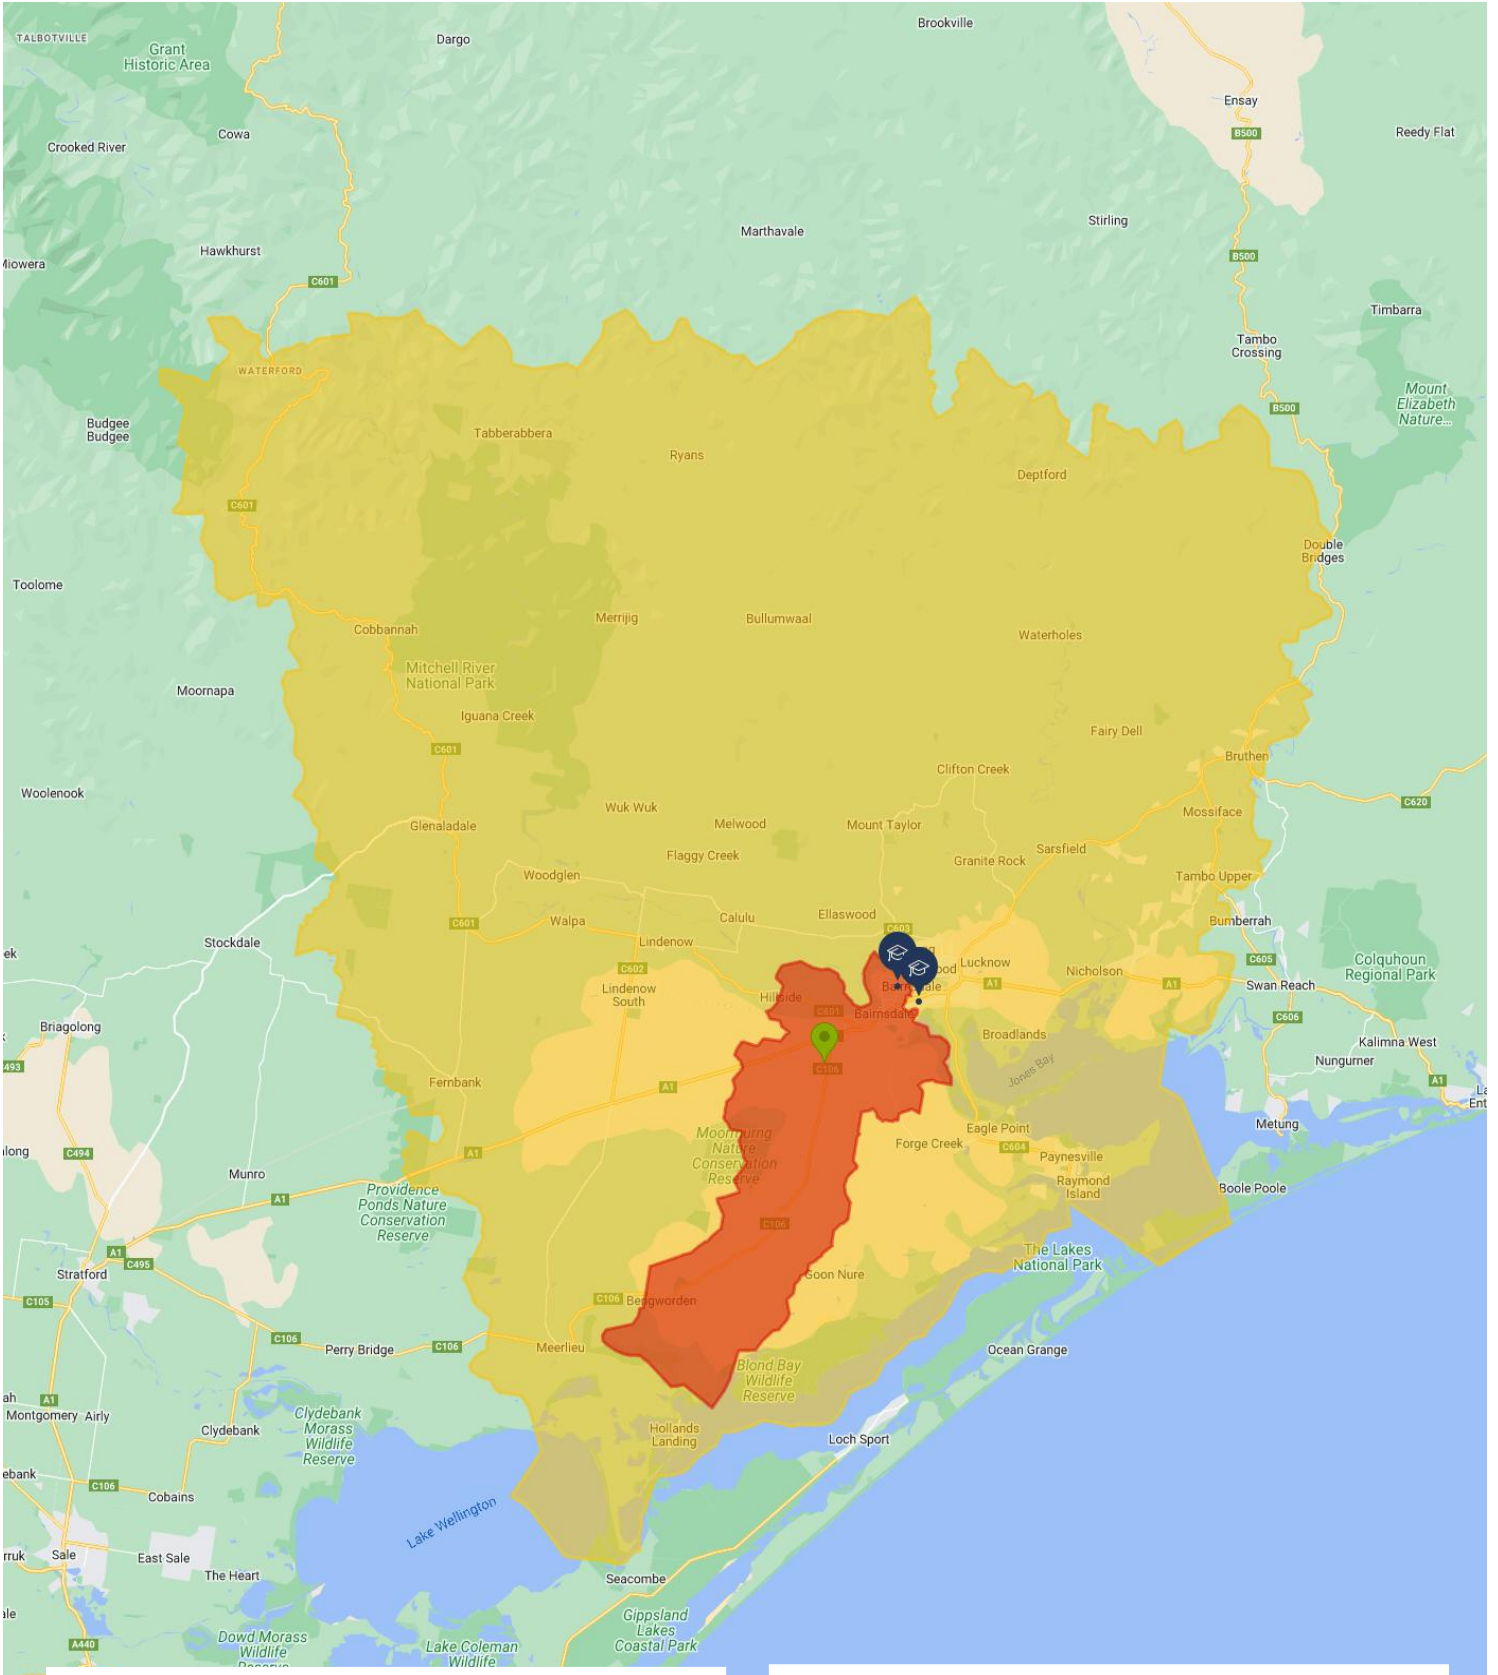 Brookville
TALBOTVILLE
Dargo
Grant
Historic Area
Ensay
B500
Reedy Flat
Cowa
Crooked River
Stirling
Marthavale
Hawkhurst
B500
C601
Timbarra
Tambo
Crossing
WATERFORD
Mount
Elizabeth
Nature...
B500
Budgee
Budgee
Tabberabbera
Ryans
Deptford
C601
Double
Bridges
Toolome
Merrijig
Bullumwaal
Cobbannah
Waterholes
Mitchell River
National Park
Moornapa
Iguana Creek
Fairy Dell
C601
Bruthen
Clifton Creek
Woolenook
C620
Wuk Wuk
Mossiface
Glenaladale
Melwood
Mount Taylor
Sarsfield
Flaggy Creek
Granite Rock
Woodglen
Tambo Upper
Ellaswood
Calulu
C601
Walpa
Bumberrah
C603
Lindenow
Stockdale
C605
Lucknow
C602
Nicholson
Colquhoun
Regional Park
A1
A1
Swan Reach
Lindenow
South
Hillside
Bairnsdale
C601
Bairnsdale
C606
Briagolong
Broadlands
Kalimna West
Nungurner
C106
Jones Bay
A1
Fernbank
A1
Metung
Eagle Point
Moormurng
Nature
Conservation
Reserve
Forge Creek
C604
C494
A1
Paynesville
Munro
Raymond
Island
Boole Poole
A1
Providence
Ponds Nature
Conservation
Reserve
C106
A1
C495
The Lakes
National Park
Stratford
Goon Nure
C105
C106
Bengworden
C106
C106
Perry Bridge
Meerlieu
Ocean Grange
Blond Bay
Wildlife
Reserve
A1
Montgomery
Airly
Clydebank
Morass
Wildlife
Reserve
Clydebank
Hollands
Landing
Loch Sport
C106
Cobains
Lake Wellington
Sale
East Sale
The Heart
Seacombe
Gippsland
Lakes
Coastal Park
A440
Dowd Morass
Wildlife
Lake Coleman
Wildlife